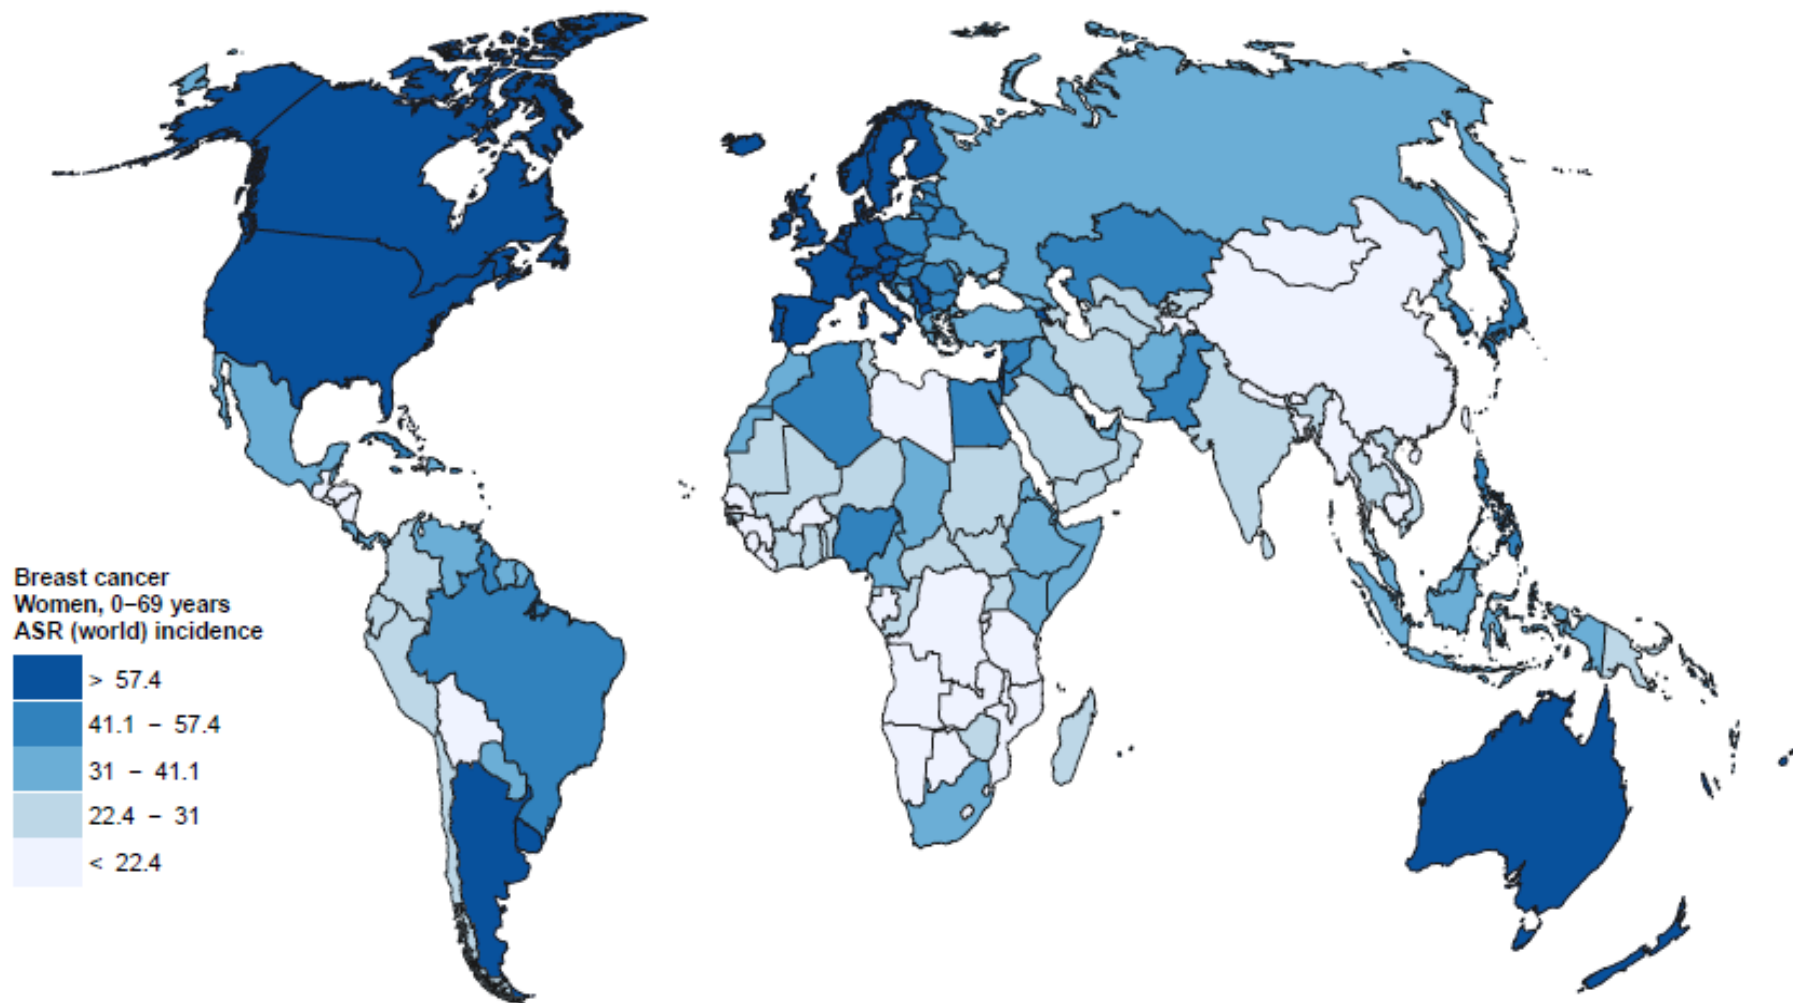 Breast cancer
Women, 0–69 years
ASR (world) incidence
> 57.4
41.1 – 57.4
31 – 41.1
22.4 – 31
< 22.4